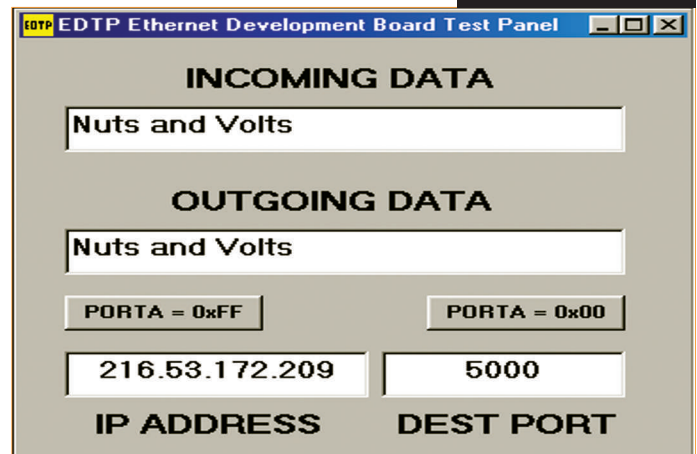 EDTP EDTP Ethernet Development Board Test Panel
INCOMING DATA
Nuts and Volts
OUTGOING DATA
Nuts and Volts
PORTA = 0xFF PORTA = 0x00
216.53.172.209 5000
IP ADDRESS DEST PORT